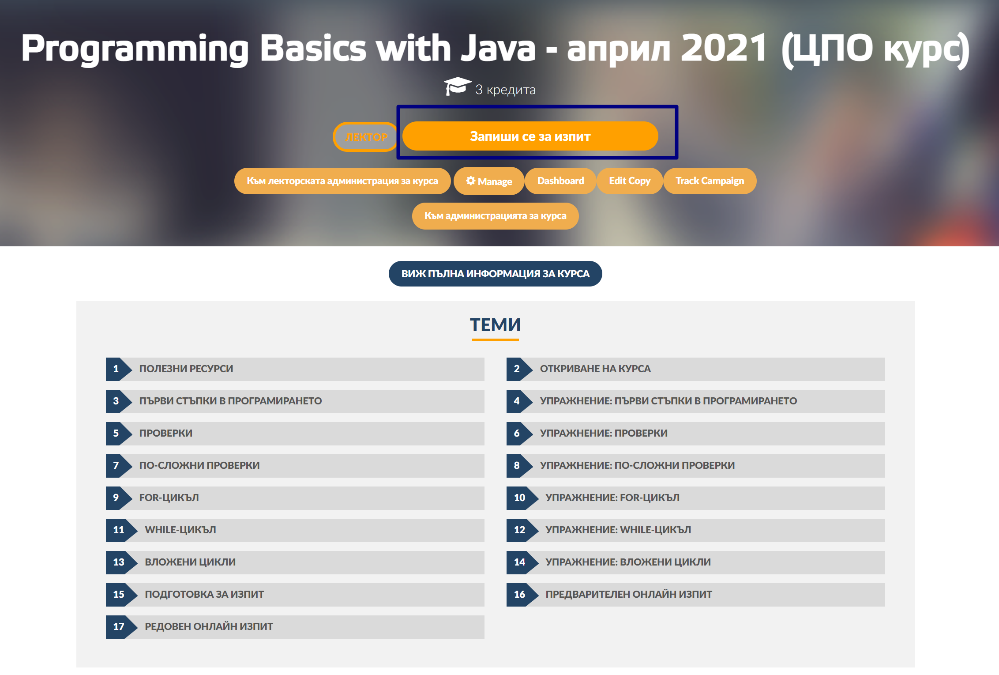 Programming Basics with Java - април 2021 (ЦПО курс)
3 кредита
ЛЕКТОР
Запиши се за изпит
Към лекторската администрация за курса
Manage
Dashboard
Edit Copy
Track Campaign
Към администрацията за курса
ВИЖ ПЪЛНА ИНФОРМАЦИЯ ЗА КУРСА
ТЕМИ
1 ПОЛЕЗНИ РЕСУРСИ
2 ОТКРИВАНЕ НА КУРСА
3 ПЪРВИ СТЪПКИ В ПРОГРАМИРАНЕТО
4 УПРАЖНЕНИЕ: ПЪРВИ СТЪПКИ В ПРОГРАМИРАНЕТО
5 ПРОВЕРКИ
6 УПРАЖНЕНИЕ: ПРОВЕРКИ
7 ПО-СЛОЖНИ ПРОВЕРКИ
8 УПРАЖНЕНИЕ: ПО-СЛОЖНИ ПРОВЕРКИ
9 FOR-ЦИКЪЛ
10 УПРАЖНЕНИЕ: FOR-ЦИКЪЛ
11 WHILE-ЦИКЪЛ
12 УПРАЖНЕНИЕ: WHILE-ЦИКЪЛ
13 ВЛОЖЕНИ ЦИКЛИ
14 УПРАЖНЕНИЕ: ВЛОЖЕНИ ЦИКЛИ
15 ПОДГОТОВКА ЗА ИЗПИТ
16 ПРЕДВАРИТЕЛЕН ОНЛАЙН ИЗПИТ
17 РЕДОВЕН ОНЛАЙН ИЗПИТ